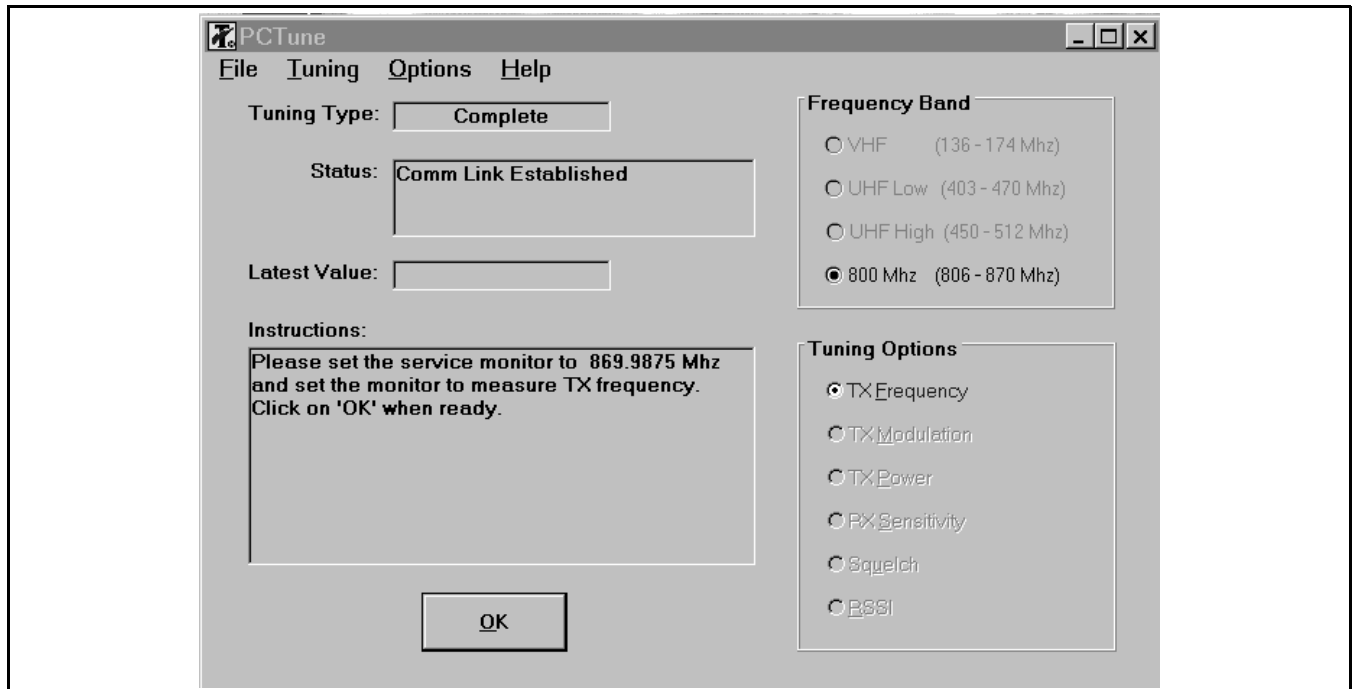 PCTune
File Tuning Options Help
Tuning Type: Complete
Status: Comm Link Established
Latest Value:
Instructions:
Please set the service monitor to 869.9875 Mhz
and set the monitor to measure TX frequency.
Click on 'OK' when ready.
OK
Frequency Band
VHF (136 - 174 Mhz)
UHF Low (403 - 470 Mhz)
UHF High (450 - 512 Mhz)
800 Mhz (806 - 870 Mhz)
Tuning Options
TX Frequency
TX Modulation
TX Power
RX Sensitivity
Squelch
RSSI